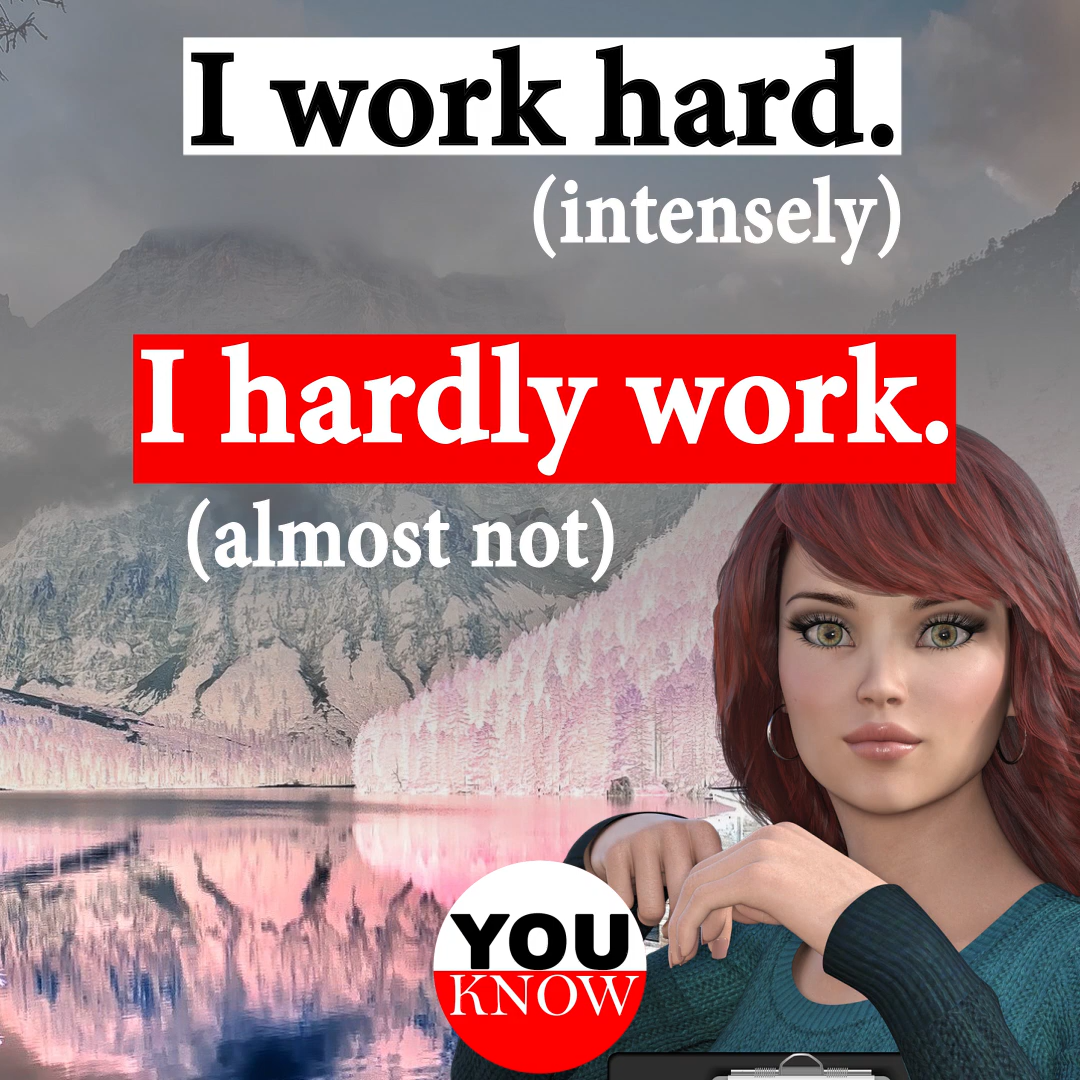 I work hard.
(intensely)
I hardly work.
(almost not)
YOU
KNOW